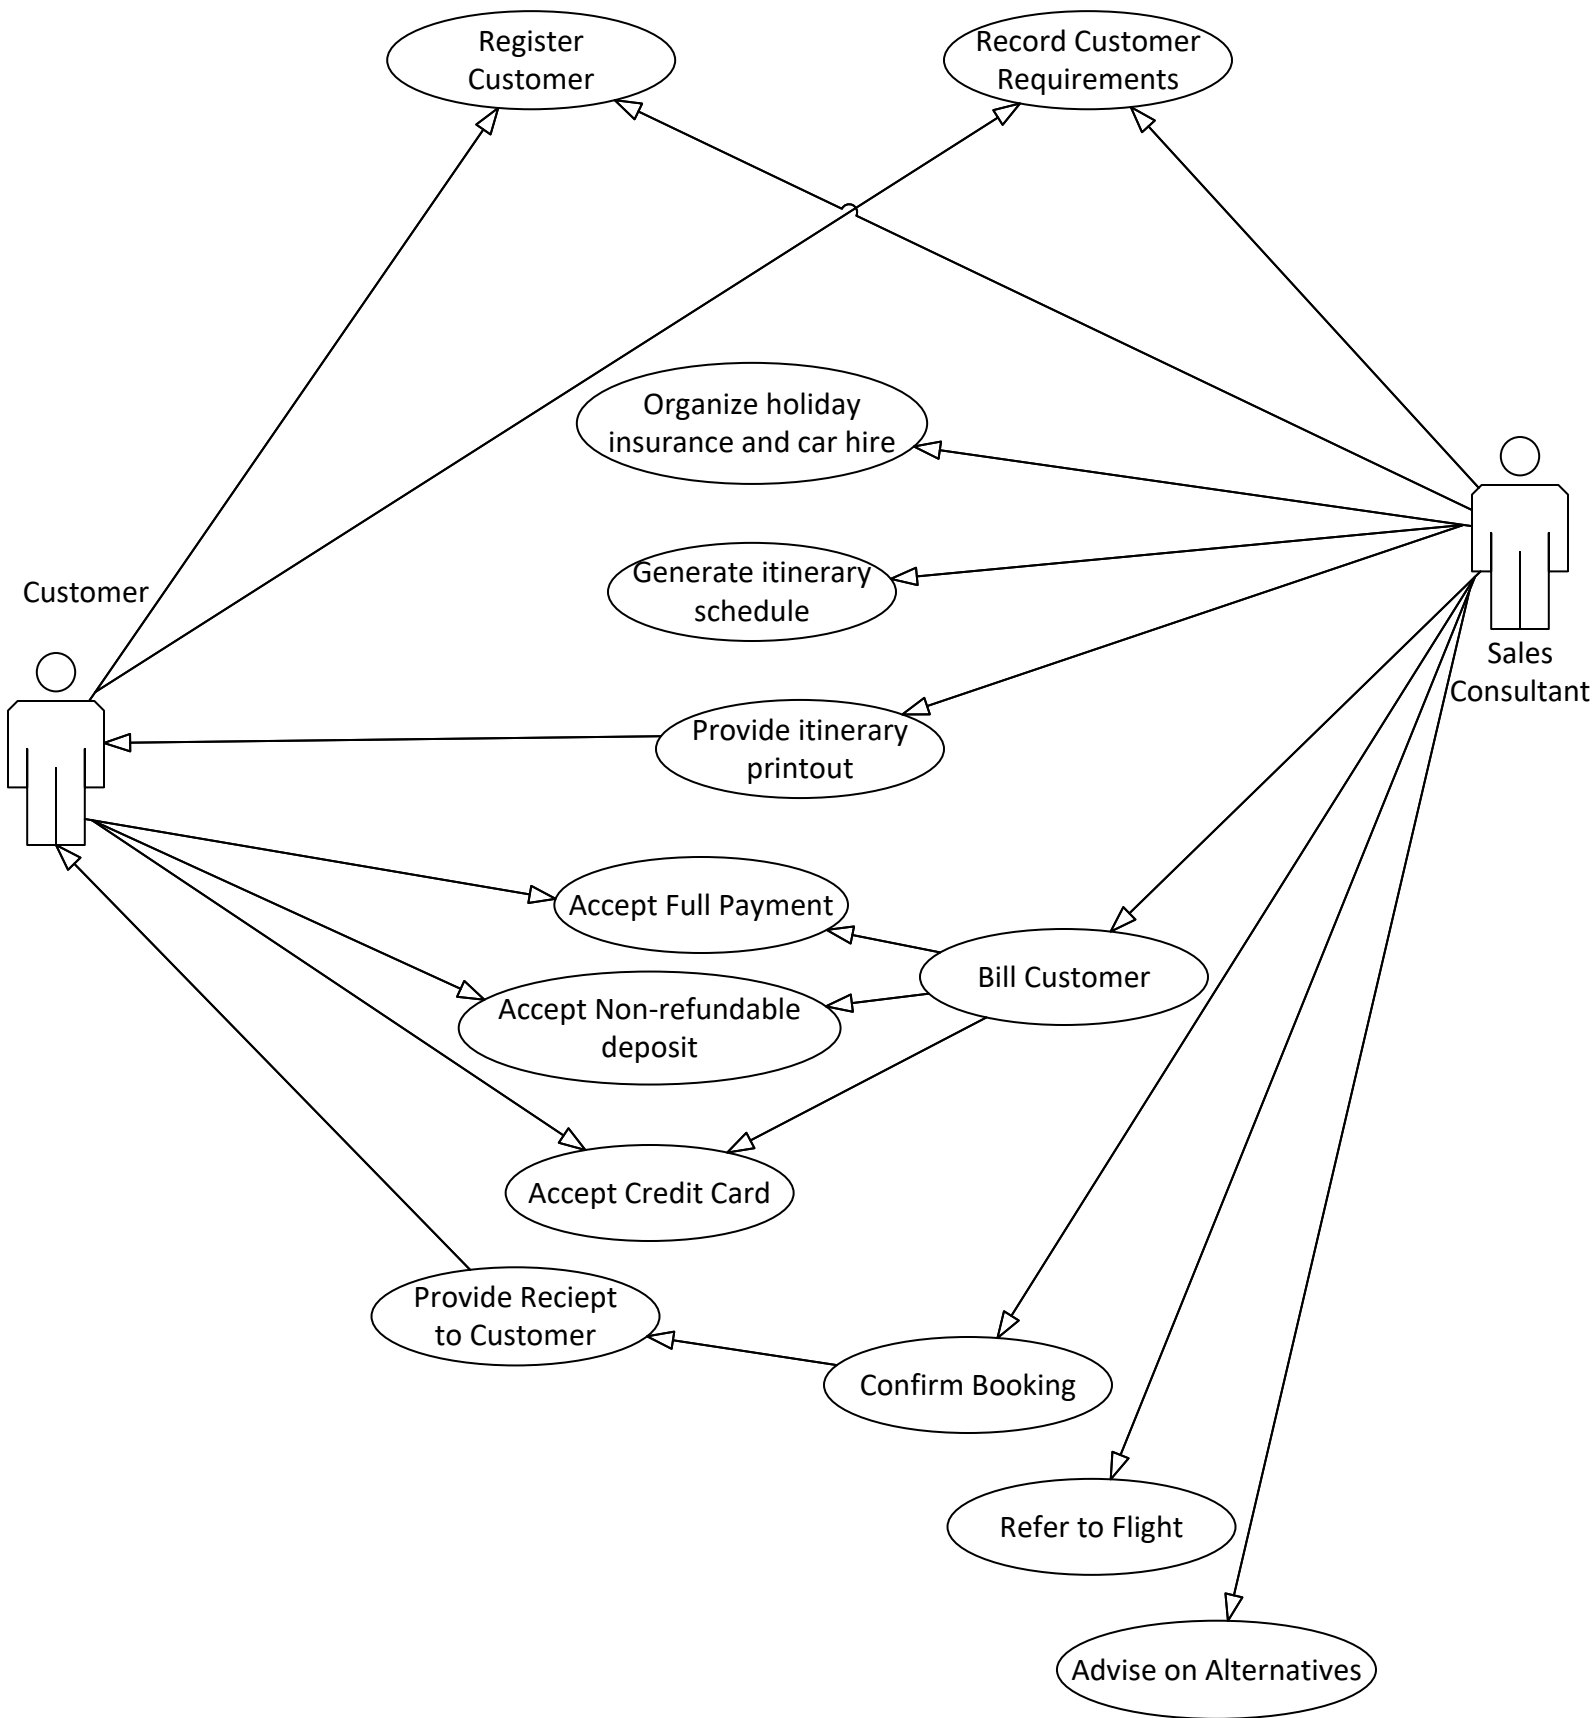 Register
Customer
Record Customer
Requirements
Organize holiday
insurance and car hire
Generate itinerary
schedule
Customer
Sales
Consultant
Provide itinerary
printout
Accept Full Payment
Bill Customer
Accept Non-refundable
deposit
Accept Credit Card
Provide Reciept
to Customer
Confirm Booking
Refer to Flight
Advise on Alternatives